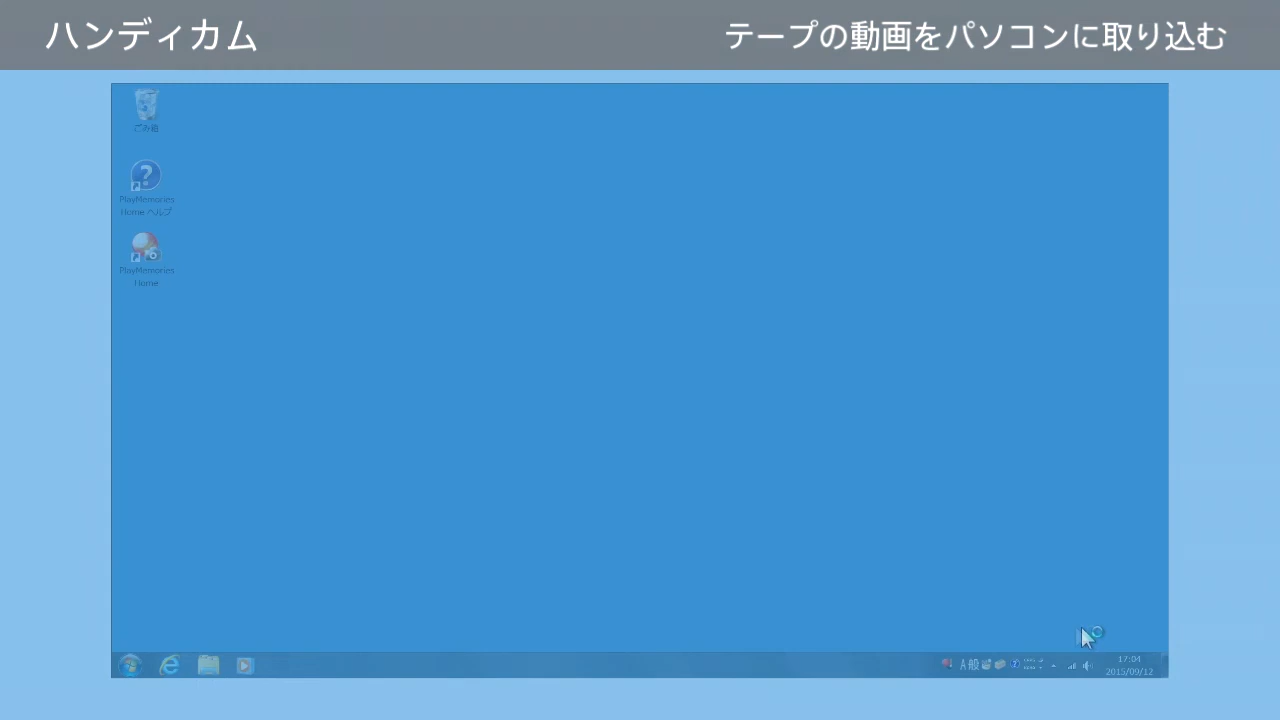 ハンディカム
テープの動画をパソコンに取り込む
ごみ箱
PlayMemories
Home ヘルプ
PlayMemories
Home
A般
17:04
2015/09/12